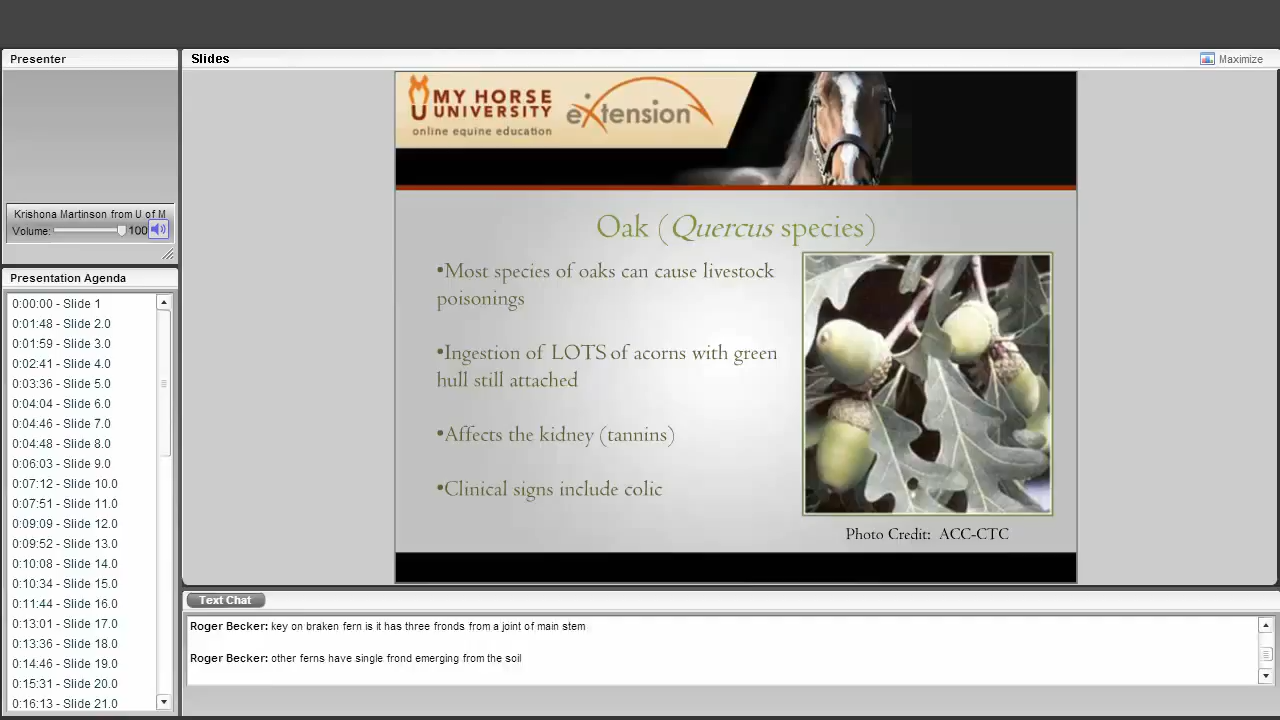 Presenter
Slides
Maximize
MY HORSE
UNIVERSITY
online equine education
eXtension
Krishona Martinson from U of M
Volume: 100
Presentation Agenda
0:00:00 - Slide 1
0:01:48 - Slide 2.0
0:01:59 - Slide 3.0
0:02:41 - Slide 4.0
0:03:36 - Slide 5.0
0:04:04 - Slide 6.0
0:04:46 - Slide 7.0
0:04:48 - Slide 8.0
0:06:03 - Slide 9.0
0:07:12 - Slide 10.0
0:07:51 - Slide 11.0
0:09:09 - Slide 12.0
0:09:52 - Slide 13.0
0:10:08 - Slide 14.0
0:10:34 - Slide 15.0
0:11:44 - Slide 16.0
0:13:01 - Slide 17.0
0:13:36 - Slide 18.0
0:14:46 - Slide 19.0
0:15:31 - Slide 20.0
0:16:13 - Slide 21.0
Oak (Quercus species)
•Most species of oaks can cause livestock
poisonings
•Ingestion of LOTS of acorns with green
hull still attached
•Affects the kidney (tannins)
•Clinical signs include colic
Photo Credit: ACC-CTC
Text Chat
Roger Becker: key on braken fern is it has three fronds from a joint of main stem
Roger Becker: other ferns have single frond emerging from the soil